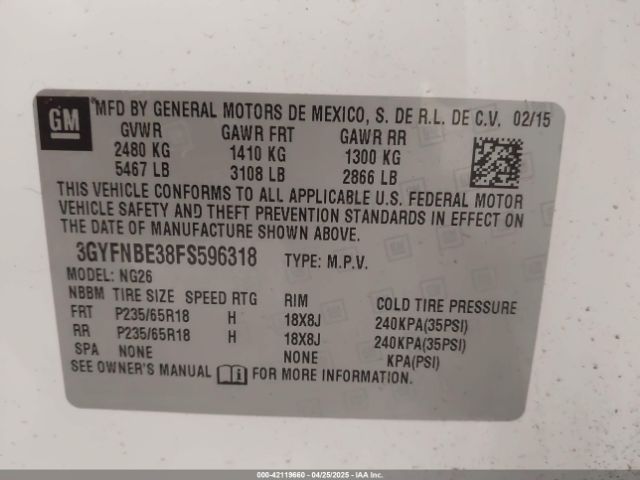 GM MFD BY GENERAL MOTORS DE MEXICO, S. DE R.L. DE C.V. 02/15
GVWR GAWR FRT GAWR RR
2480 KG 1410 KG 1300 KG
5467 LB 3108 LB 2866 LB
THIS VEHICLE CONFORMS TO ALL APPLICABLE U.S. FEDERAL MOTOR
VEHICLE SAFETY AND THEFT PREVENTION STANDARDS IN EFFECT ON
THE DATE OF MANUFACTURE SHOWN ABOVE.
3GYFNBE38FS596318 TYPE: M.P.V.
MODEL: NG26
NBBM TIRE SIZE SPEED RTG RIM COLD TIRE PRESSURE
FRT P235/65R18 H 18X8J 240KPA(35PSI)
RR P235/65R18 H 18X8J 240KPA(35PSI)
SPA NONE NONE KPA(PSI)
SEE OWNER'S MANUAL FOR MORE INFORMATION.
000-42119660 - 04/25/2025 - IAAI.COM